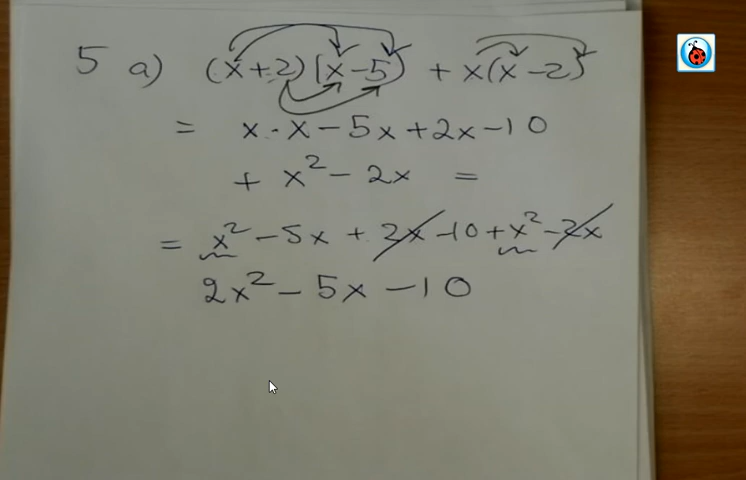 5 a) (x+2)(x-5) + x(x-2)
= x·x-5x+2x-10
+ x²-2x =
= x²-5x+2x-10+x²-2x
2x²-5x-10